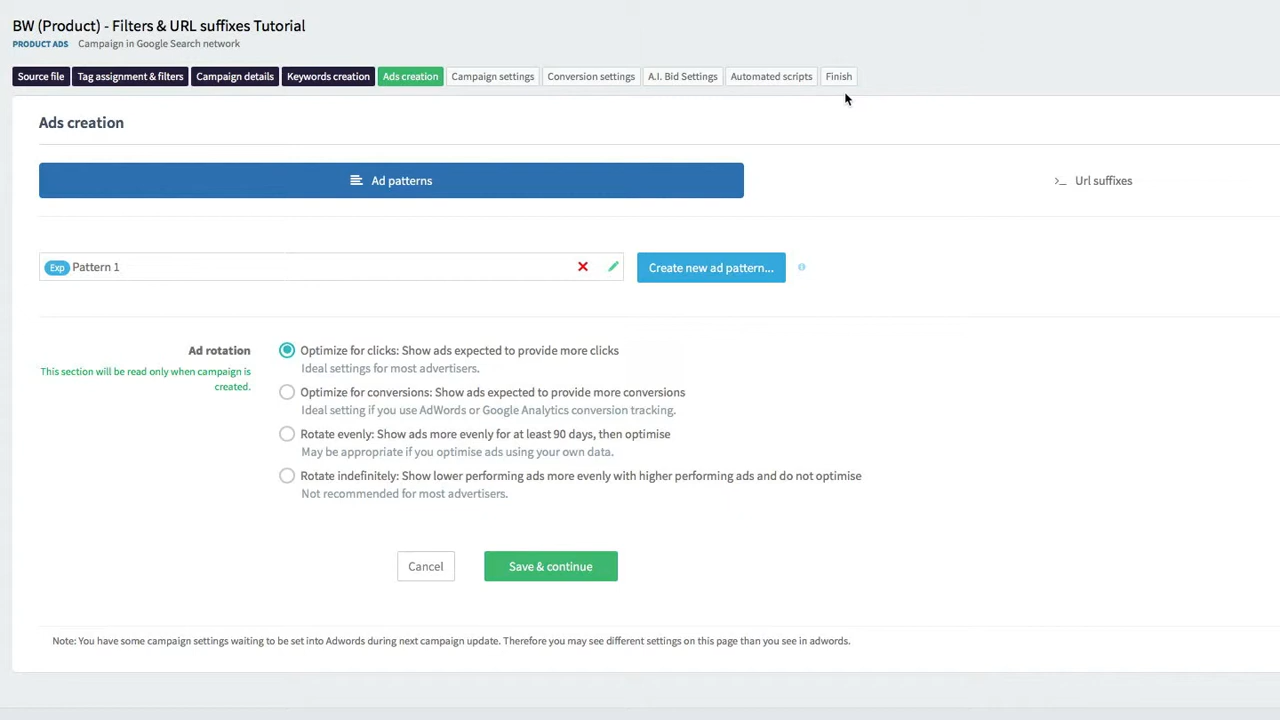 BW (Product) - Filters & URL suffixes Tutorial
PRODUCT ADS Campaign in Google Search network
Source file Tag assignment & filters Campaign details Keywords creation Ads creation Campaign settings Conversion settings A.I. Bid Settings Automated scripts Finish
Ads creation
Ad patterns >_ Url suffixes
Exp Pattern 1 Create new ad pattern...
Ad rotation
This section will be read only when campaign is
created.
Optimize for clicks: Show ads expected to provide more clicks
Ideal settings for most advertisers.
Optimize for conversions: Show ads expected to provide more conversions
Ideal setting if you use AdWords or Google Analytics conversion tracking.
Rotate evenly: Show ads more evenly for at least 90 days, then optimise
May be appropriate if you optimise ads using your own data.
Rotate indefinitely: Show lower performing ads more evenly with higher performing ads and do not optimise
Not recommended for most advertisers.
Cancel Save & continue
Note: You have some campaign settings waiting to be set into Adwords during next campaign update. Therefore you may see different settings on this page than you see in adwords.